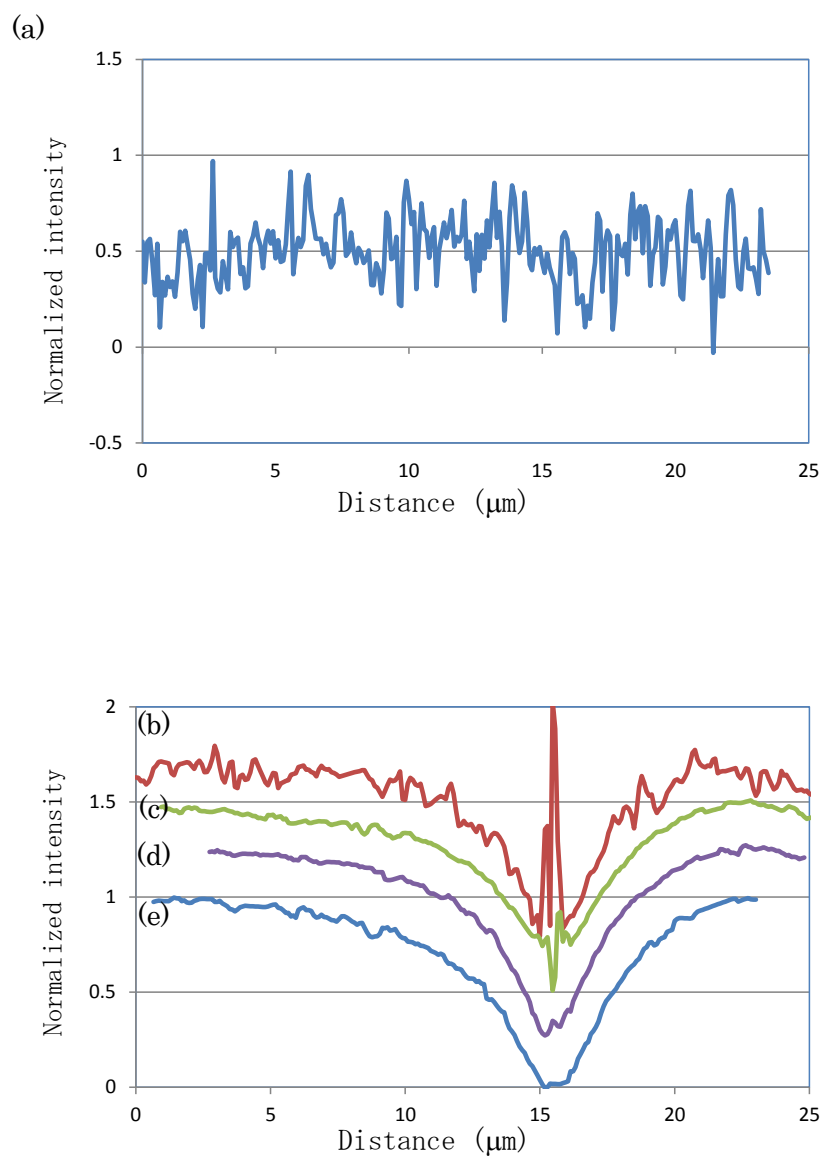 (a)
1.5
1
0.5
0
-0.5
Normalized intensity
0 5 10 15 20 25
Distance (μm)
2
1.5
1
0.5
0
Normalized intensity
(b)
(c)
(d)
(e)
0 5 10 15 20 25
Distance (μm)